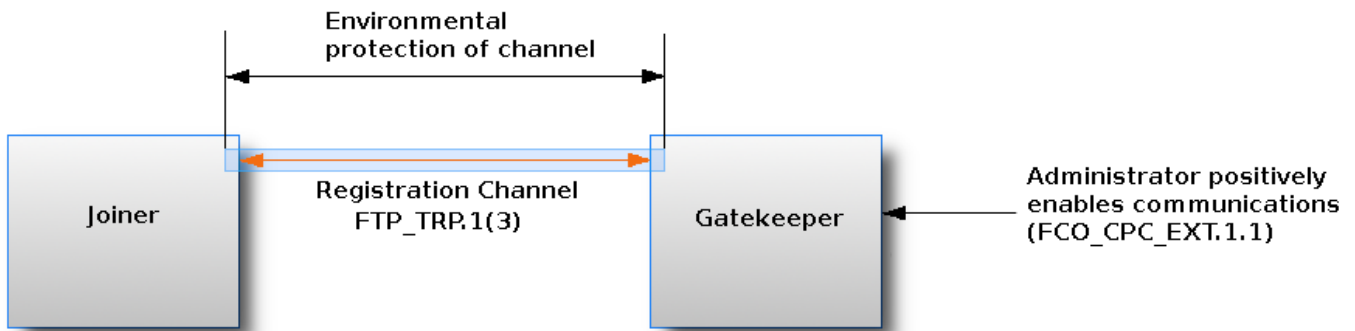 Environmental
protection of channel
Joiner
Registration Channel
FTP_TRP.1(3)
Gatekeeper
Administrator positively
enables communications
(FCO_CPC_EXT.1.1)